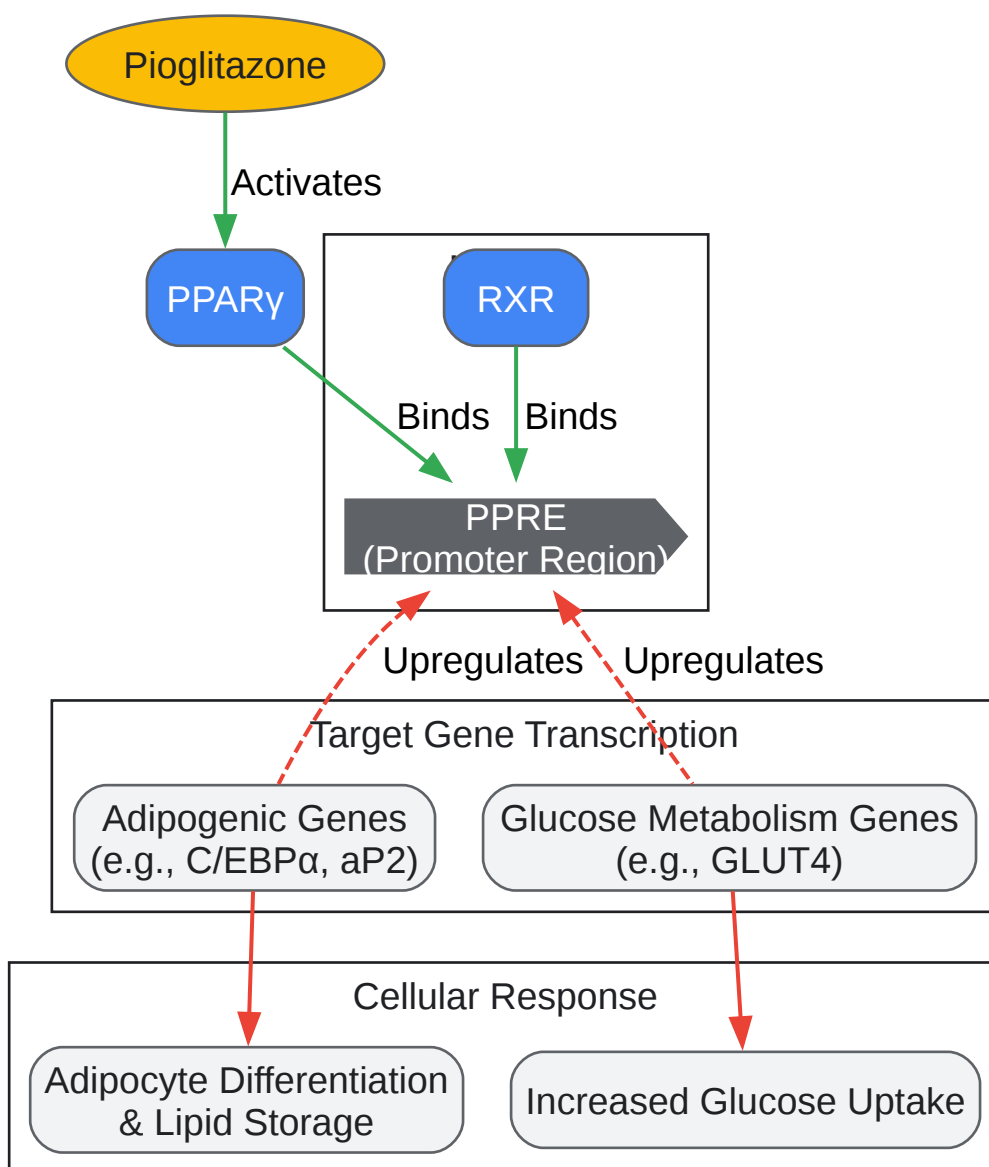 Pioglitazone
Activates
PPARγ
RXR
Binds
Binds
PPRE
(Promoter Region)
Upregulates
Upregulates
Target Gene Transcription
Adipogenic Genes
(e.g., C/EBPα, aP2)
Glucose Metabolism Genes
(e.g., GLUT4)
Cellular Response
Adipocyte Differentiation
& Lipid Storage
Increased Glucose Uptake